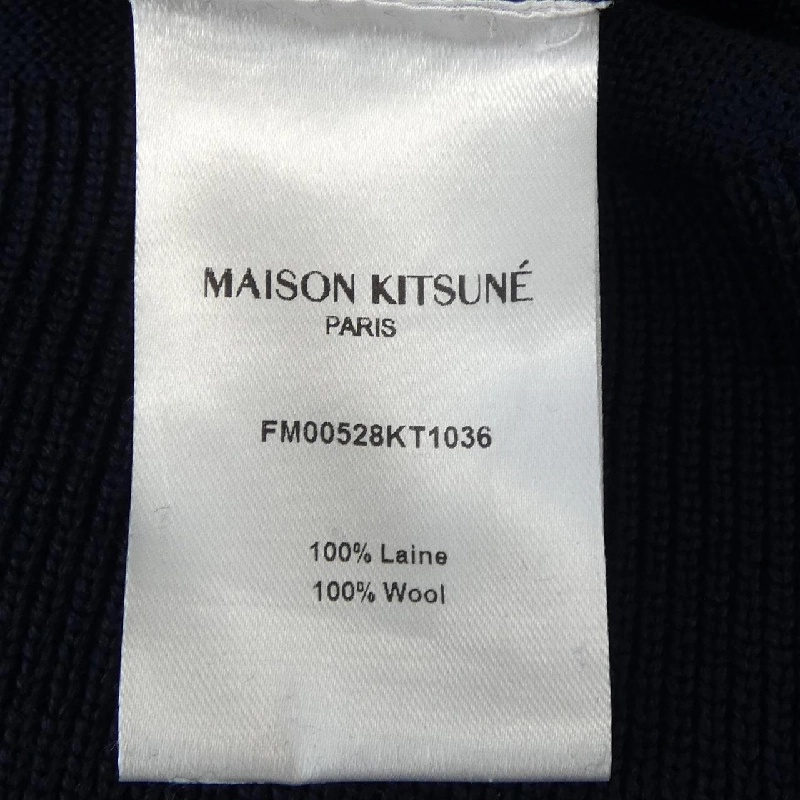 MAISON KITSUNÉ
PARIS
FM00528KT1036
100% Laine
100% Wool